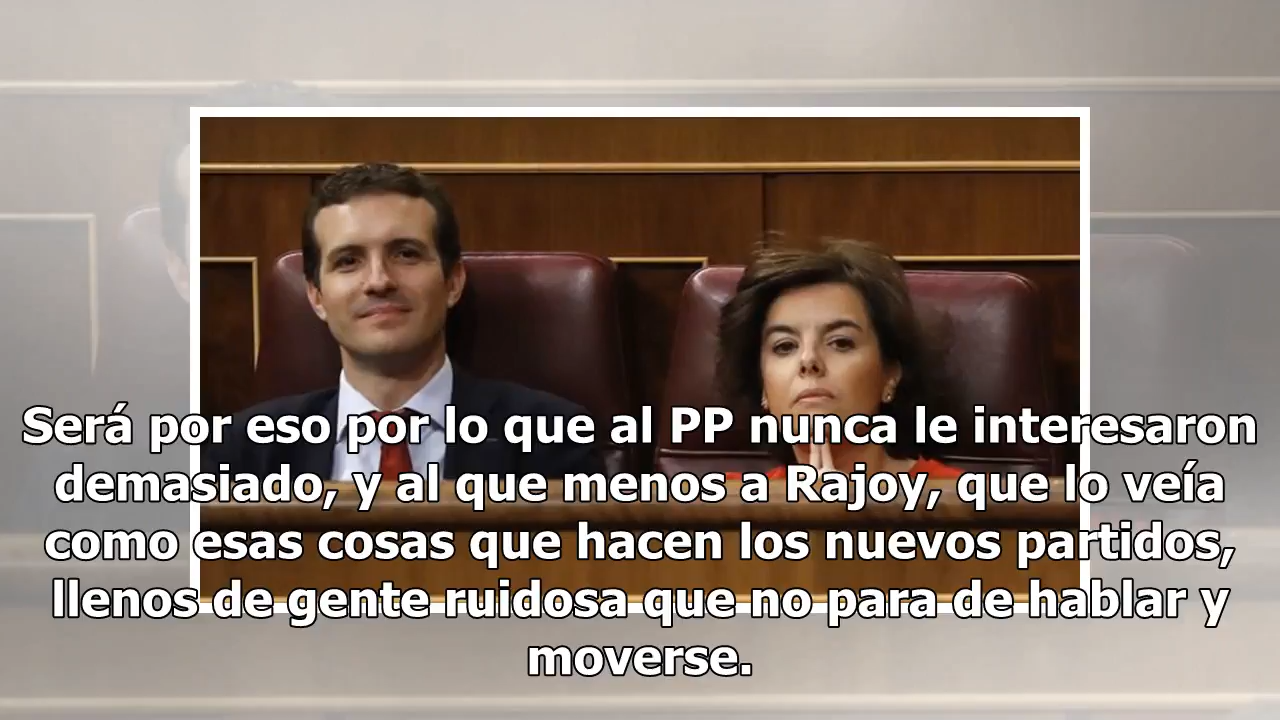 Será por eso por lo que al PP nunca le interesaron
demasiado, y al que menos a Rajoy, que lo veía
como esas cosas que hacen los nuevos partidos,
llenos de gente ruidosa que no para de hablar y
moverse.